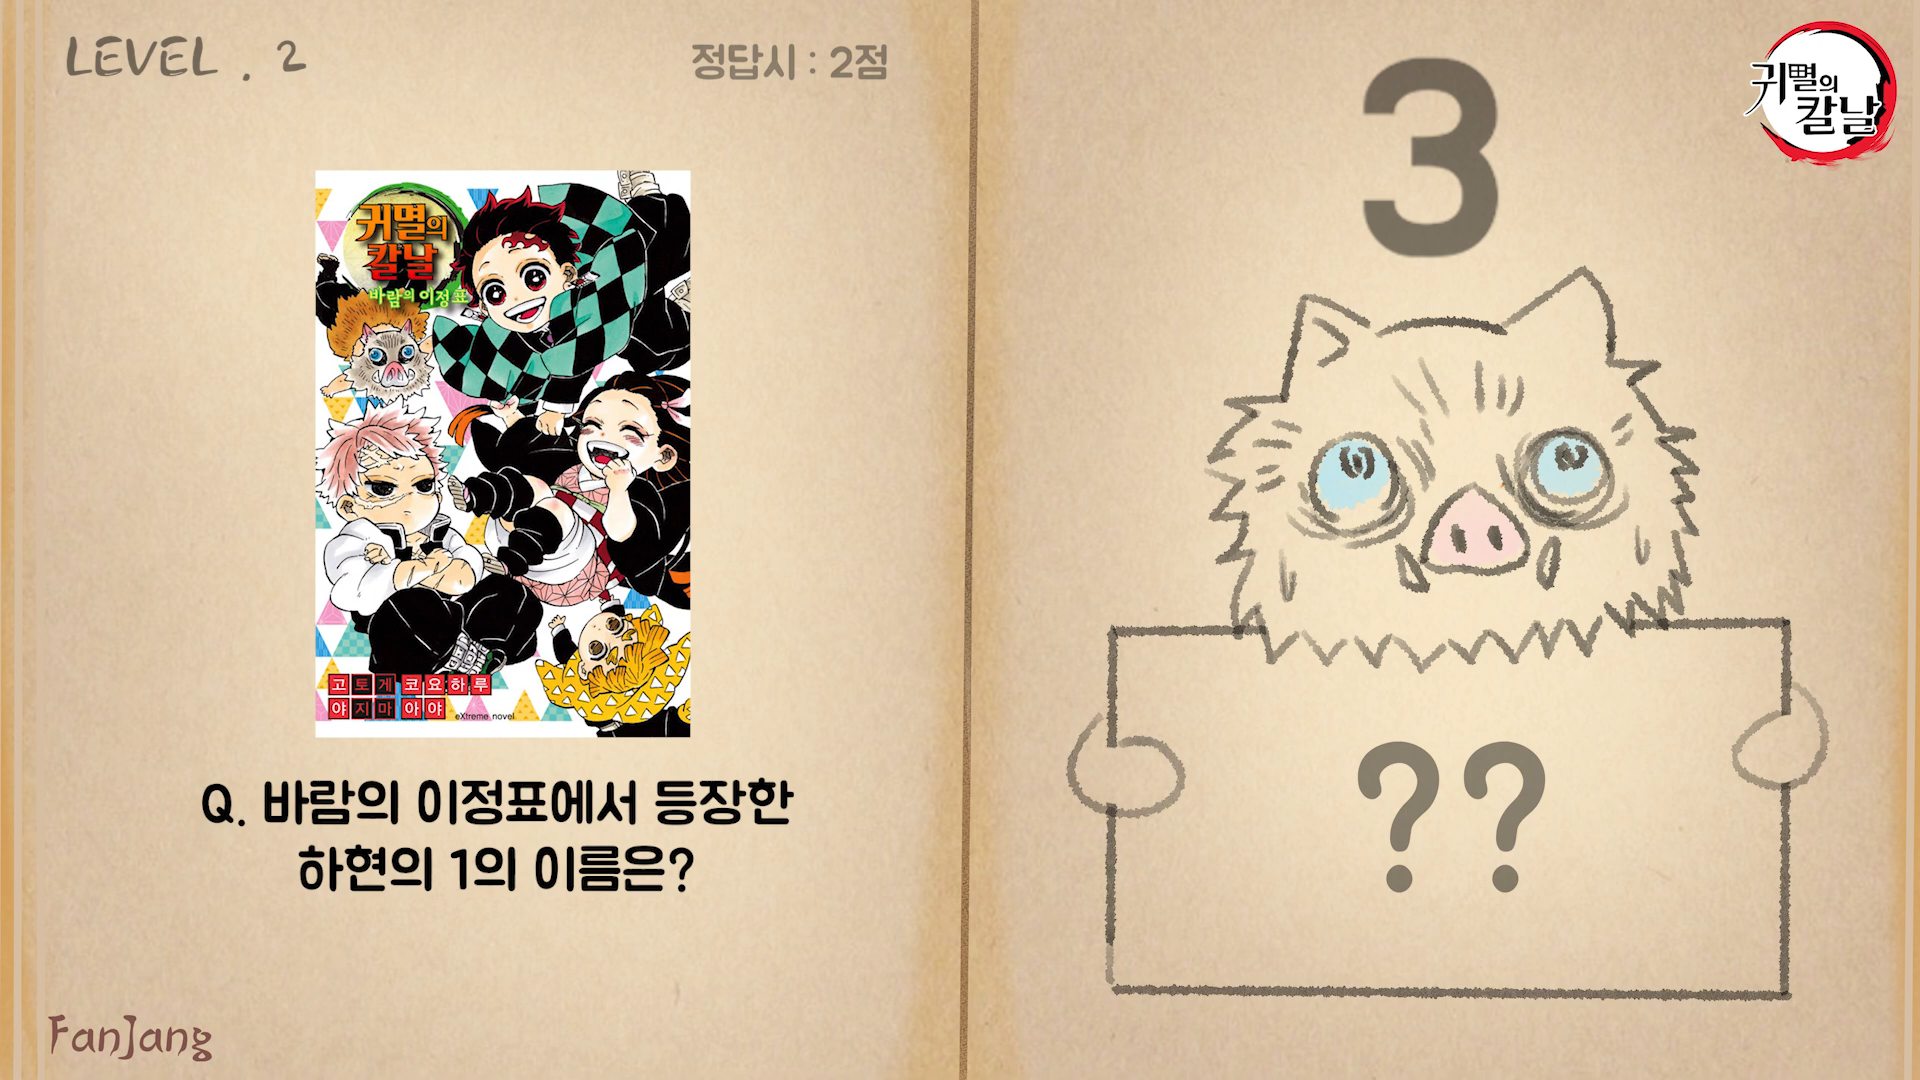 LEVEL . 2
정답시 : 2점
귀멸의
칼날
바람의 이정표
고토게 코요하루
야지마 아야
eXtreme novel
Q. 바람의 이정표에서 등장한
하현의 1의 이름은?
FanJang
3
귀멸의
칼날
??